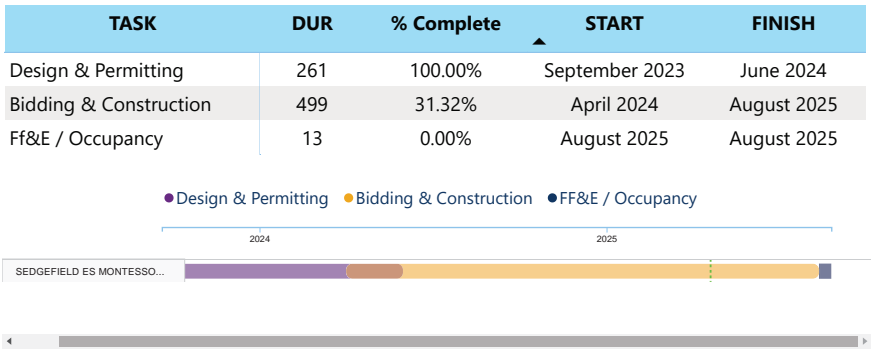 TASK DUR % Complete START FINISH
Design & Permitting 261 100.00% September 2023 June 2024
Bidding & Construction 499 31.32% April 2024 August 2025
Ff&E / Occupancy 13 0.00% August 2025 August 2025
Design & Permitting Bidding & Construction FF&E / Occupancy
2024 2025
SEDGEFIELD ES MONTESSO...